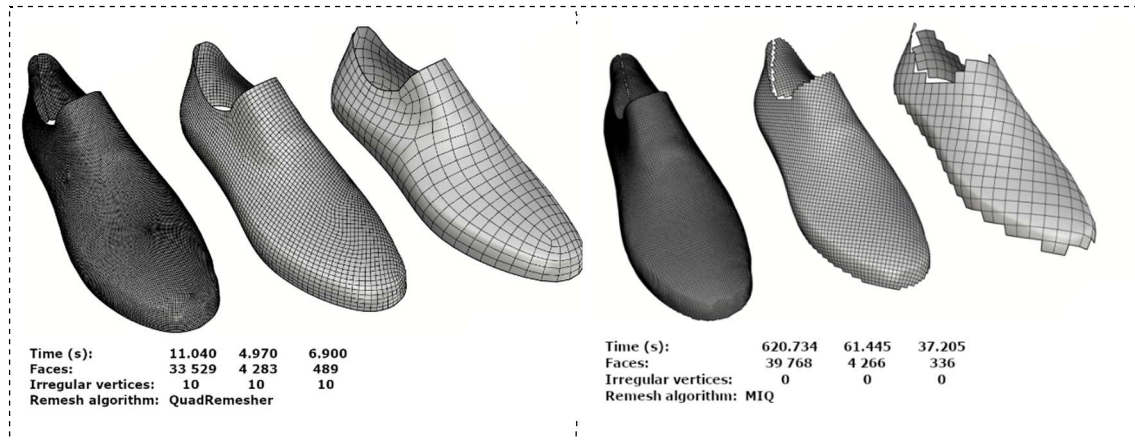 Time (s): 11.040 4.970 6.900
Faces: 33 529 4 283 489
Irregular vertices: 10 10 10
Remesh algorithm: QuadRemesher
Time (s): 620.734 61.445 37.205
Faces: 39 768 4 266 336
Irregular vertices: 0 0 0
Remesh algorithm: MIQ